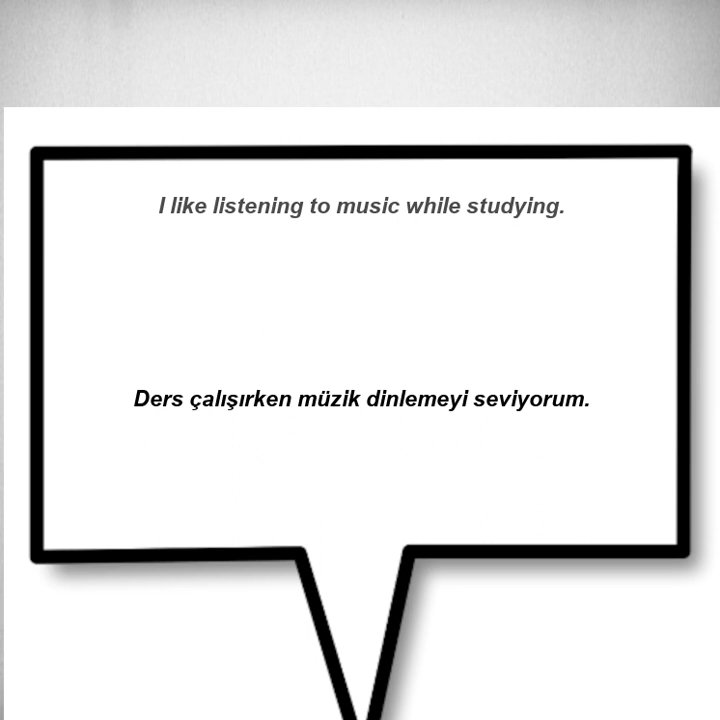 I like listening to music while studying.
Ders çalışırken müzik dinlemeyi seviyorum.